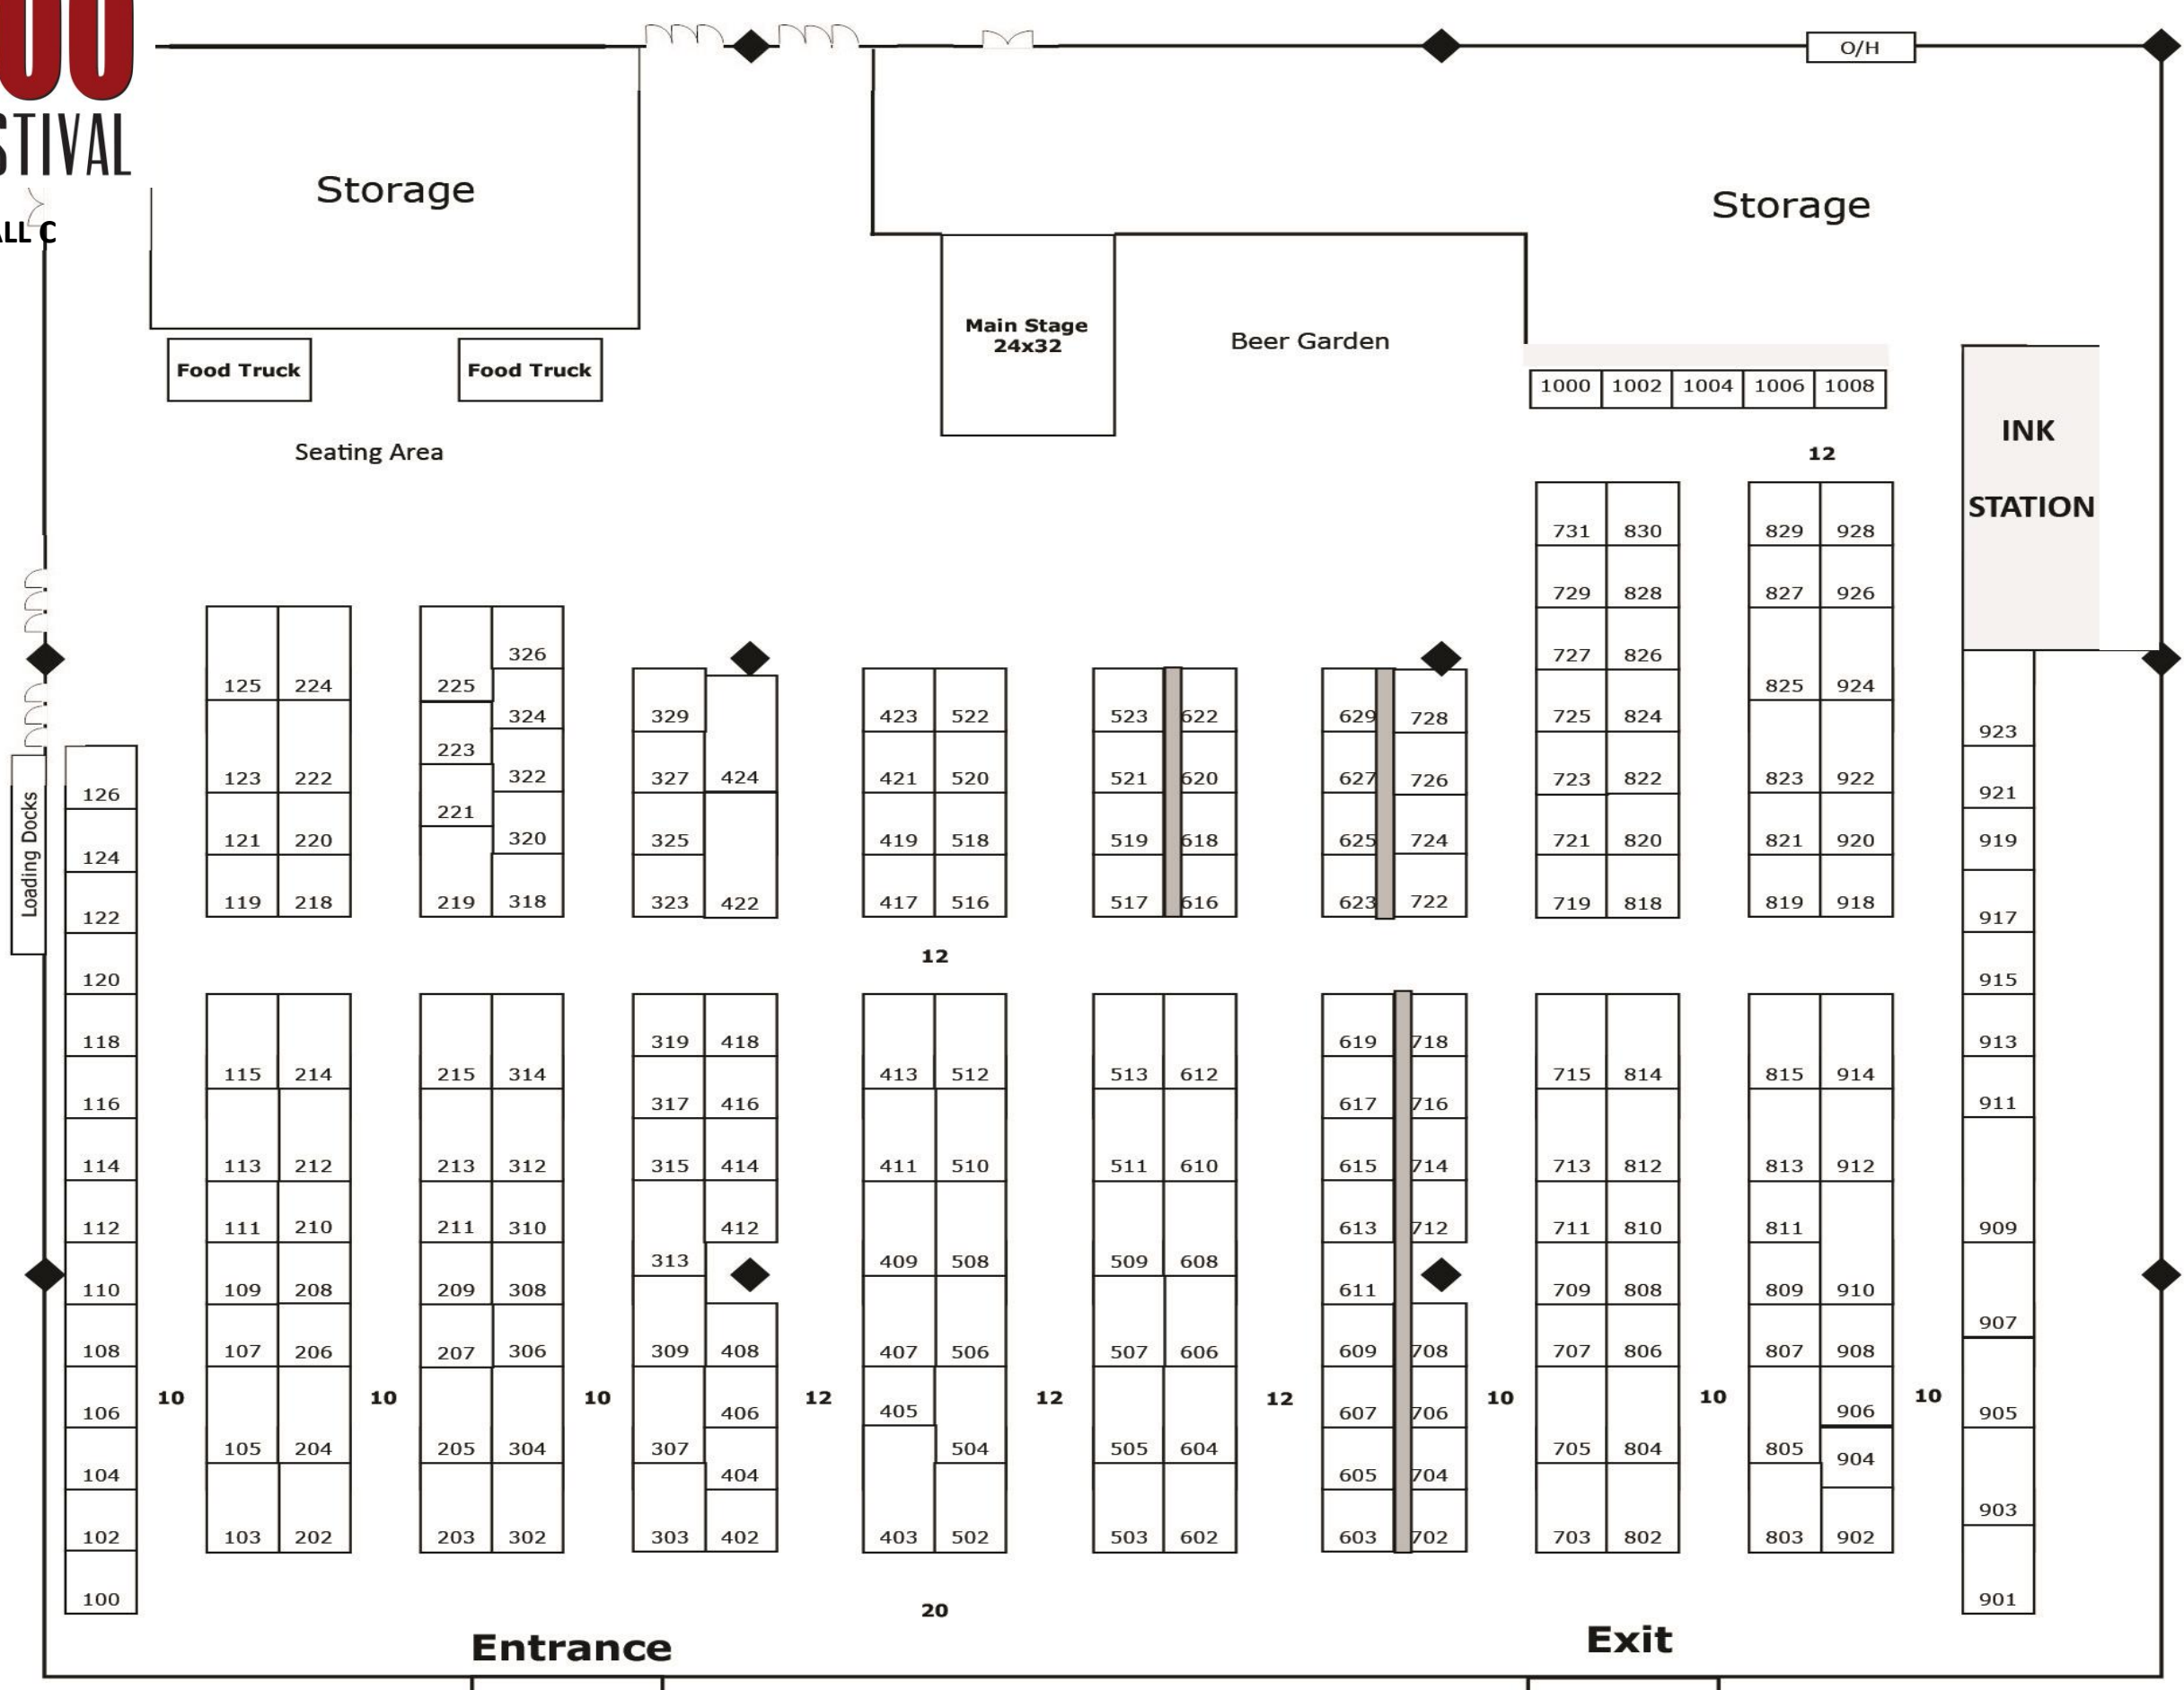 STIVAL
ALL C
O/H
Storage
Storage
Main Stage
24x32
Beer Garden
Food Truck
Food Truck
1000 1002 1004 1006 1008
INK
STATION
Seating Area
12
731 830 829 928
729 828 827 926
326 727 826
125 224 225 825 924
324 329 423 522 523 622 629 728 725 824
923
223
123 222 322 327 424 421 520 521 620 627 726 723 822 823 922
126 921
221
121 220 320 325 419 518 519 618 625 724 721 820 821 920 919
124
Loading Docks
119 218 219 318 323 422 417 516 517 616 623 722 719 818 819 918
122 917
12
120 915
118 319 418 619 718 913
115 214 215 314 413 512 513 612 715 814 815 914
116 317 416 617 716 911
114 113 212 213 312 315 414 411 510 511 610 615 714 713 812 813 912
112 111 210 211 310 412 613 712 711 810 811 909
313 409 508 509 608
110 109 208 209 308 611 709 808 809 910
907
108 107 206 207 306 309 408 407 506 507 606 609 708 707 806 807 908
10 10 10 12 12 12 10 10 10
106 406 405 607 706 906 905
105 204 205 304 307 504 505 604 705 804 805 904
104 404 605 704
903
102 103 202 203 302 303 402 403 502 503 602 603 702 703 802 803 902
100 901
20
Entrance
Exit